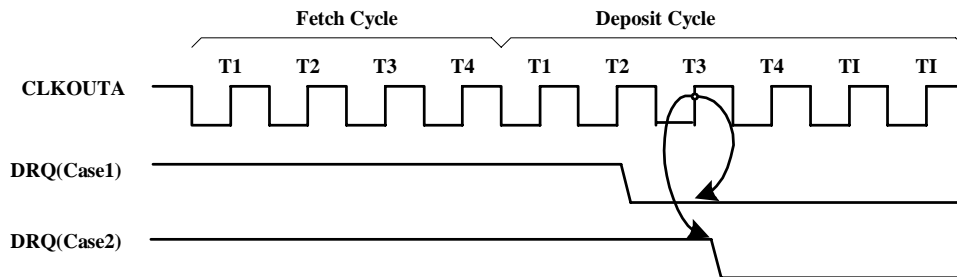 Fetch Cycle Deposit Cycle
T1 T2 T3 T4 T1 T2 T3 T4 TI TI
CLKOUTA
DRQ(Case1)
DRQ(Case2)